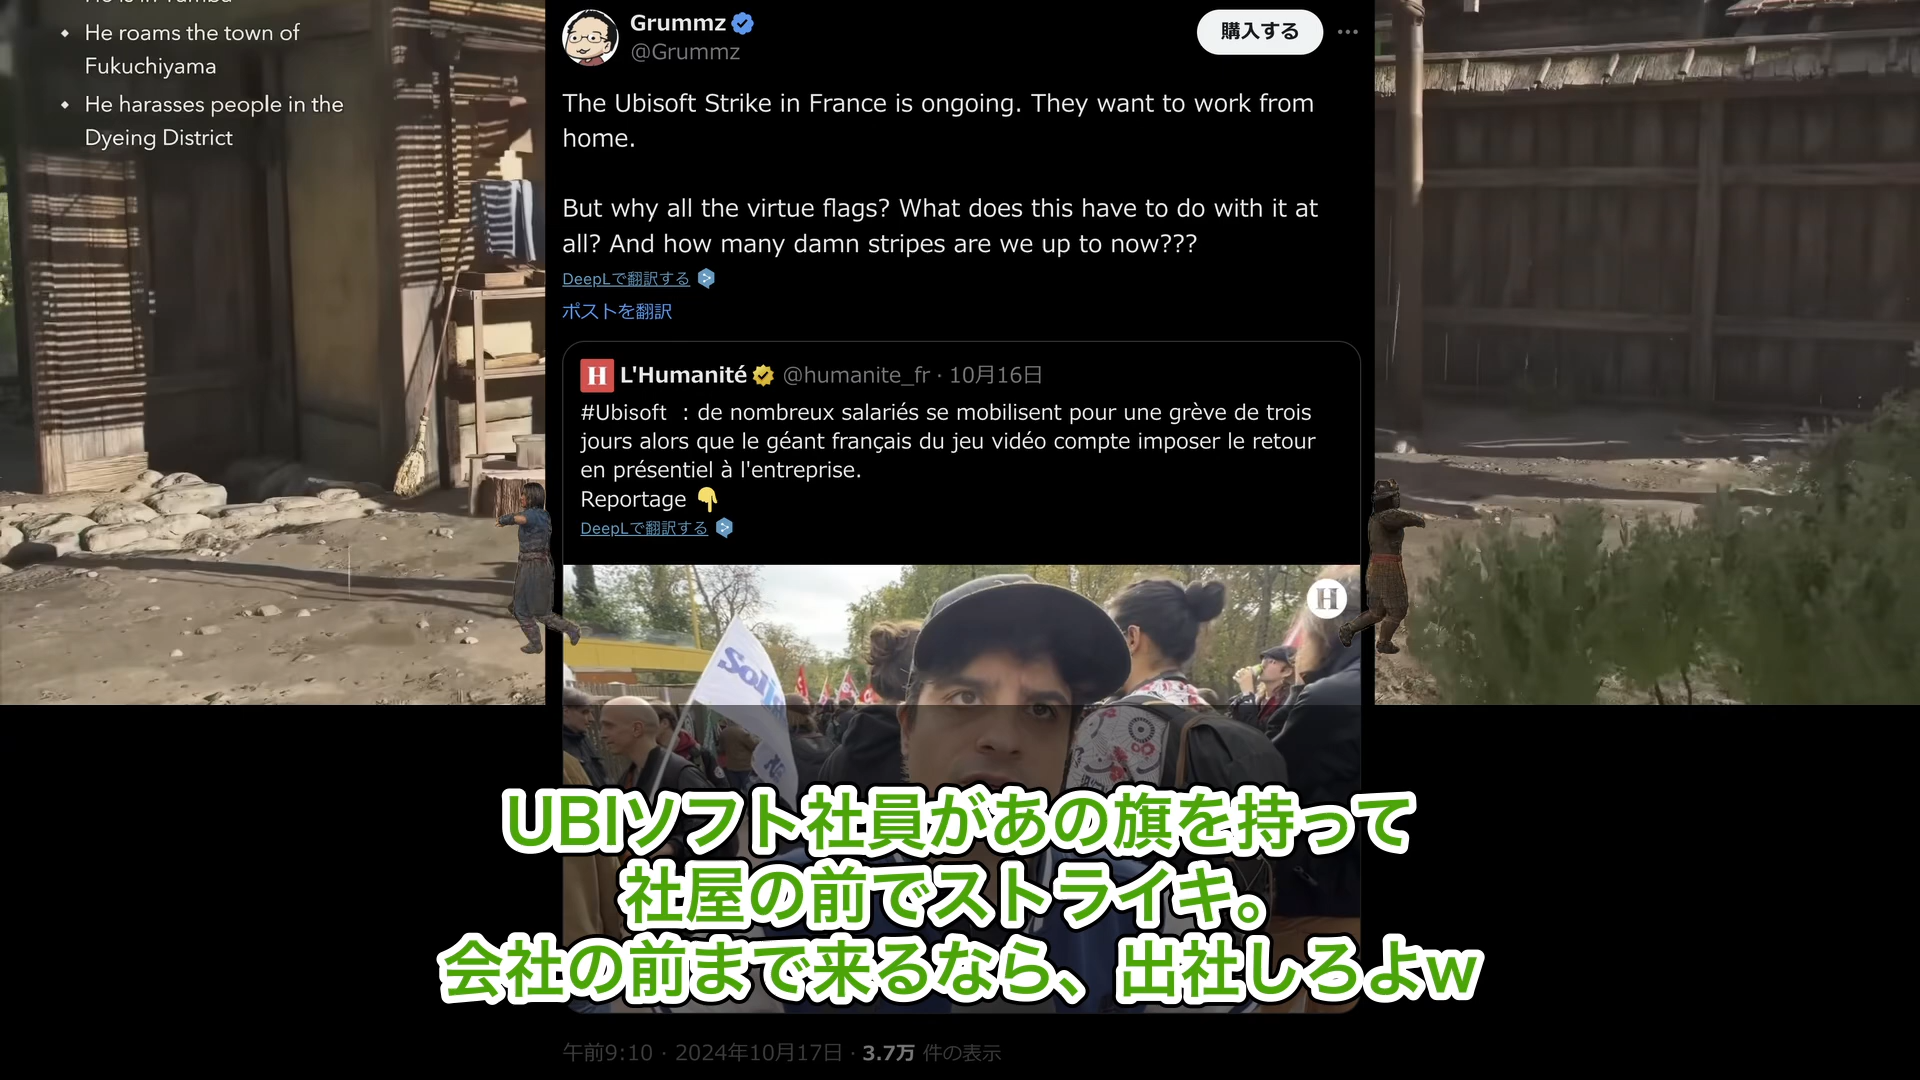 He roams the town of
Fukuchiyama
He harasses people in the
Dyeing District
Grummz
@Grummz
購入する
The Ubisoft Strike in France is ongoing. They want to work from
home.
But why all the virtue flags? What does this have to do with it at
all? And how many damn stripes are we up to now???
DeepLで翻訳する
ポストを翻訳
H L'Humanité @humanite_fr · 10月16日
#Ubisoft : de nombreux salariés se mobilisent pour une grève de trois
jours alors que le géant français du jeu vidéo compte imposer le retour
en présentiel à l'entreprise.
Reportage 👇
DeepLで翻訳する
H
UBIソフト社員があの旗を持って
社屋の前でストライキ。
会社の前まで来るなら、出社しろよw
午前9:10 · 2024年10月17日 · 3.7万 件の表示